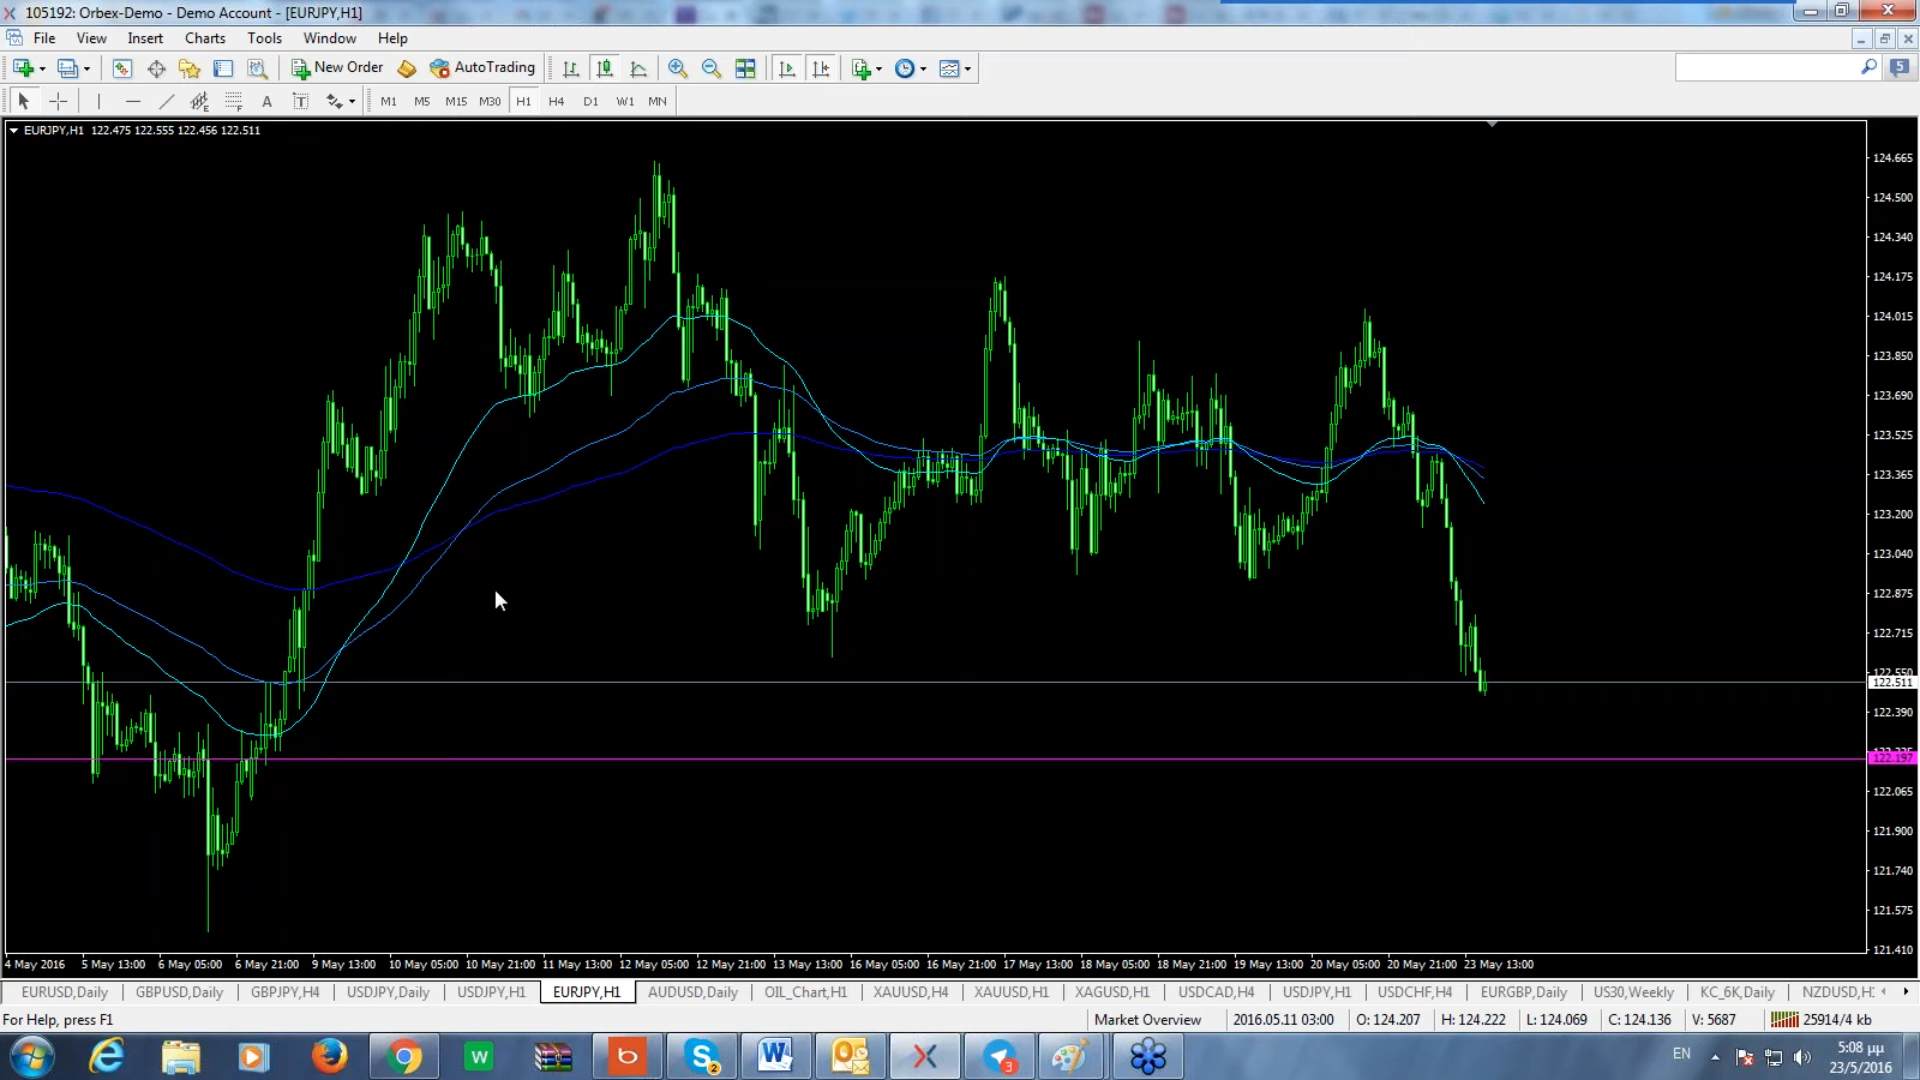 105192: Orbex-Demo - Demo Account - [EURJPY,H1]
File View Insert Charts Tools Window Help
New Order AutoTrading 5
A T E F M1 M5 M15 M30 H1 H4 D1 W1 MN
EURJPY,H1 122.475 122.555 122.456 122.511
124.665
124.500
124.340
124.175
124.015
123.850
123.690
123.525
123.365
123.200
123.040
122.875
122.715
122.550
122.511
122.390
122.197
122.065
121.900
121.740
121.575
121.410
4 May 2016 5 May 13:00 6 May 05:00 6 May 21:00 9 May 13:00 10 May 05:00 10 May 21:00 11 May 13:00 12 May 05:00 12 May 21:00 13 May 13:00 16 May 05:00 16 May 21:00 17 May 13:00 18 May 05:00 18 May 21:00 19 May 13:00 20 May 05:00 20 May 21:00 23 May 13:00
EURUSD,Daily GBPUSD,Daily GBPJPY,H4 USDJPY,Daily USDJPY,H1 EURJPY,H1 AUDUSD,Daily OIL_Chart,H1 XAUUSD,H4 XAUUSD,H1 XAGUSD,H1 USDCAD,H4 USDJPY,H1 USDCHF,H4 EURGBP,Daily US30,Weekly KC_6K,Daily NZDUSD,H
For Help, press F1 Market Overview 2016.05.11 03:00 O: 124.207 H: 124.222 L: 124.069 C: 124.136 V: 5687 25914/4 kb
W b S 2 W 3 EN 5:08 μμ
23/5/2016